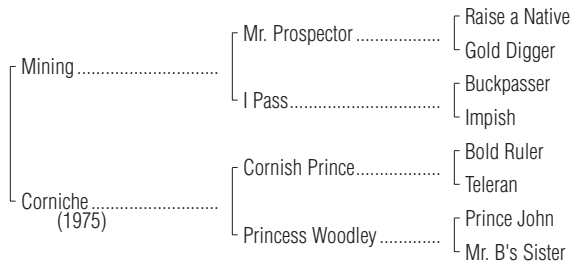 Raise a Native
Mr. Prospector ..................
Gold Digger
Mining ..............................
Buckpasser
I Pass................................
Impish
Bold Ruler
Cornish Prince..................
Teleran
Corniche ...........................
(1975)
Prince John
Princess Woodley .............
Mr. B's Sister